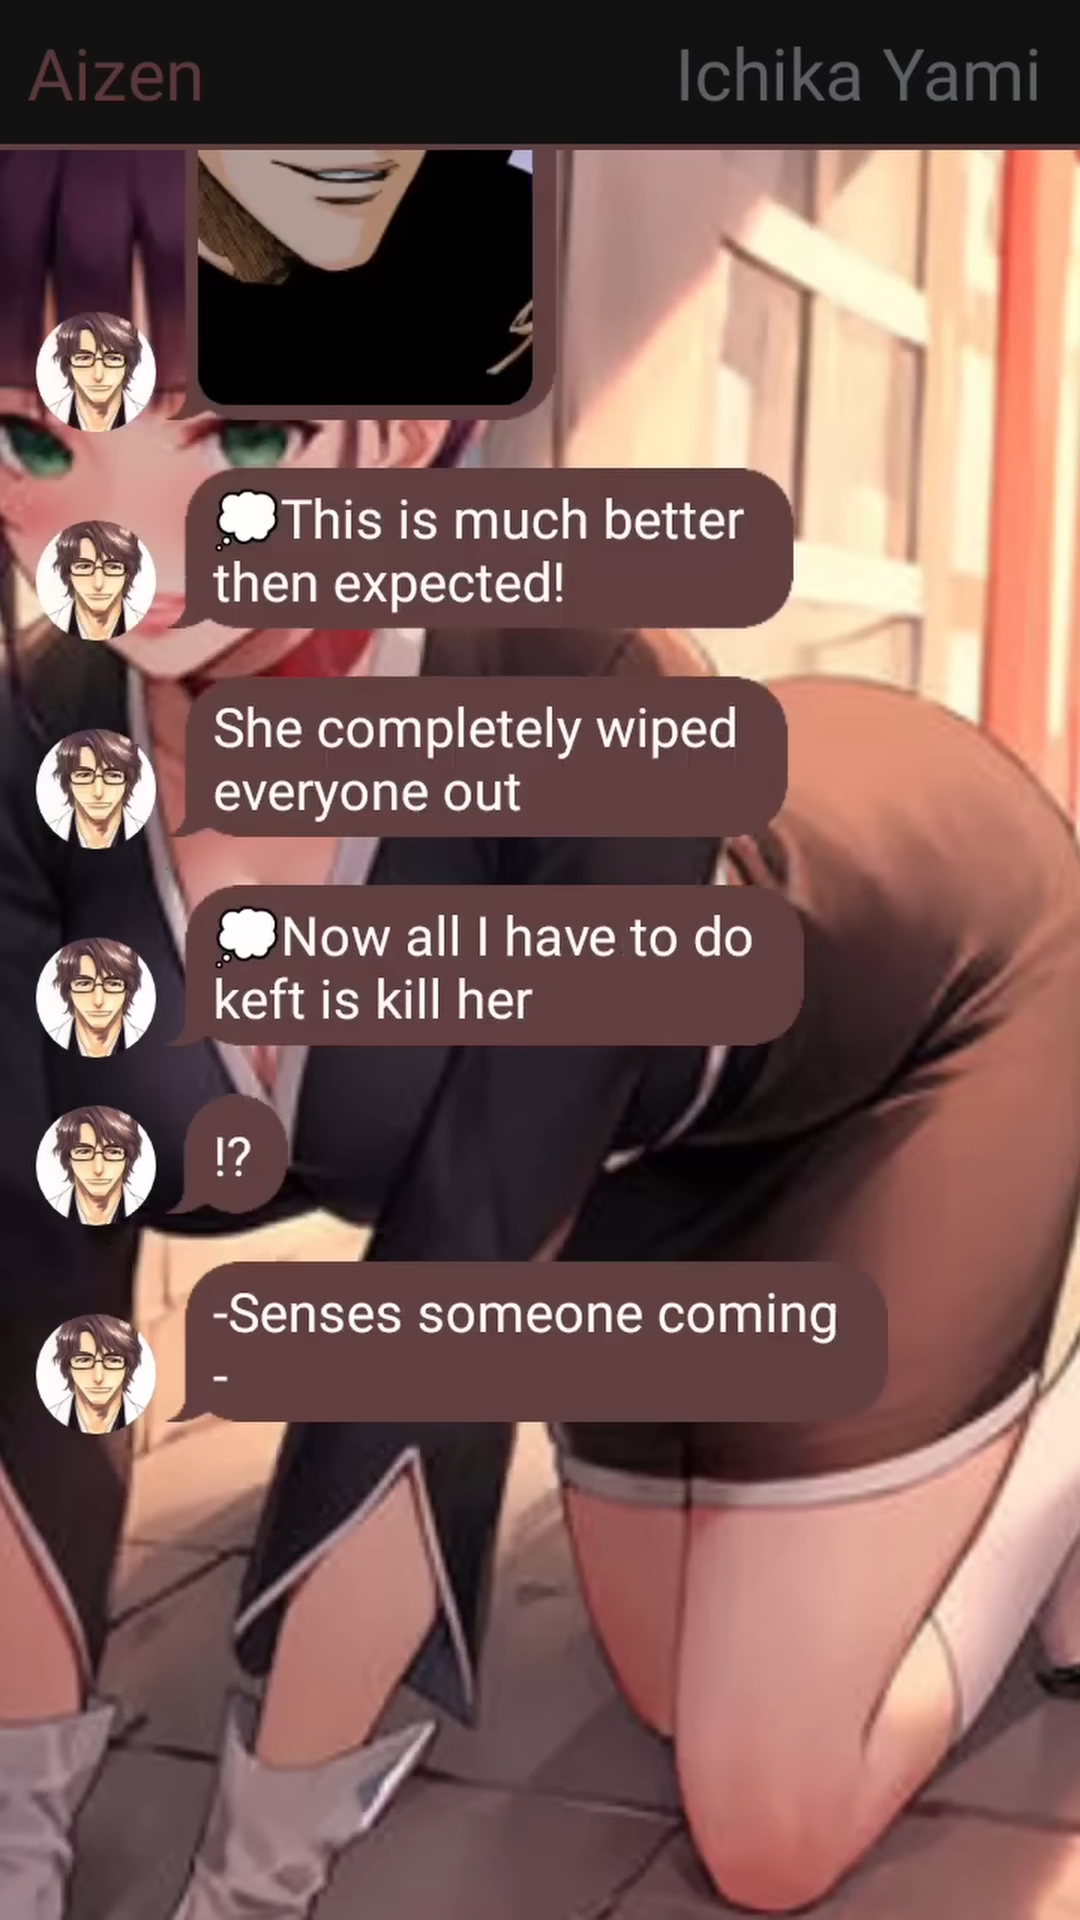 Aizen
Ichika Yami
💭This is much better
then expected!
She completely wiped
everyone out
💭Now all I have to do
keft is kill her
!?
-Senses someone coming
-